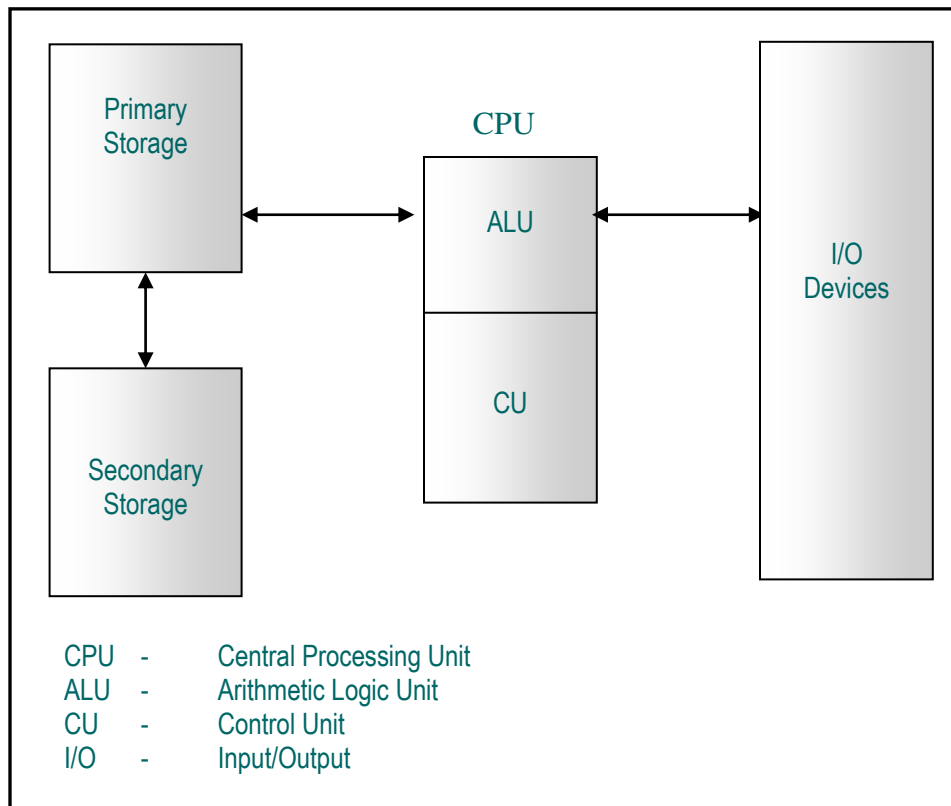 Primary
Storage
CPU
ALU
I/O
Devices
CU
Secondary
Storage
CPU - Central Processing Unit
ALU - Arithmetic Logic Unit
CU - Control Unit
I/O - Input/Output